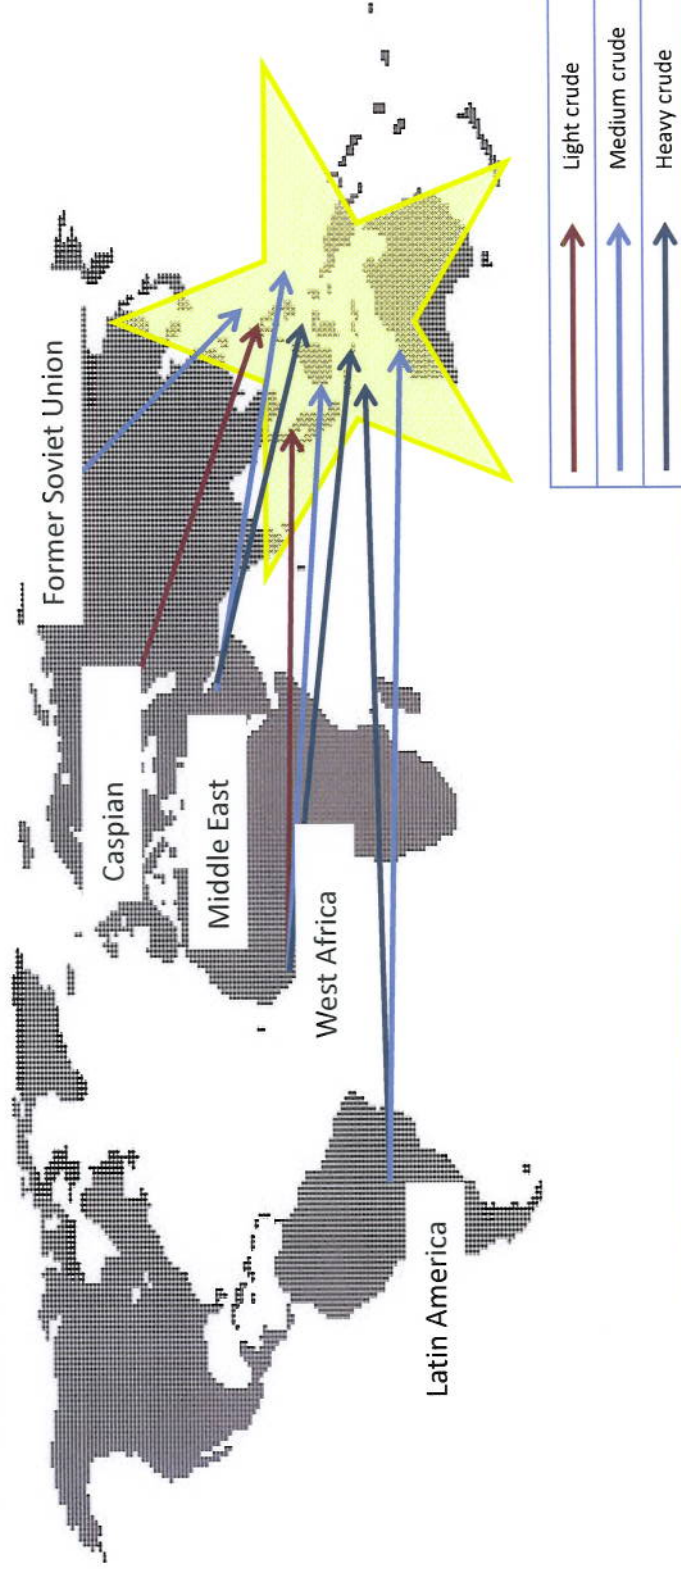 Former Soviet Union
Caspian
Middle East
West Africa
Latin America
Light crude
Medium crude
Heavy crude